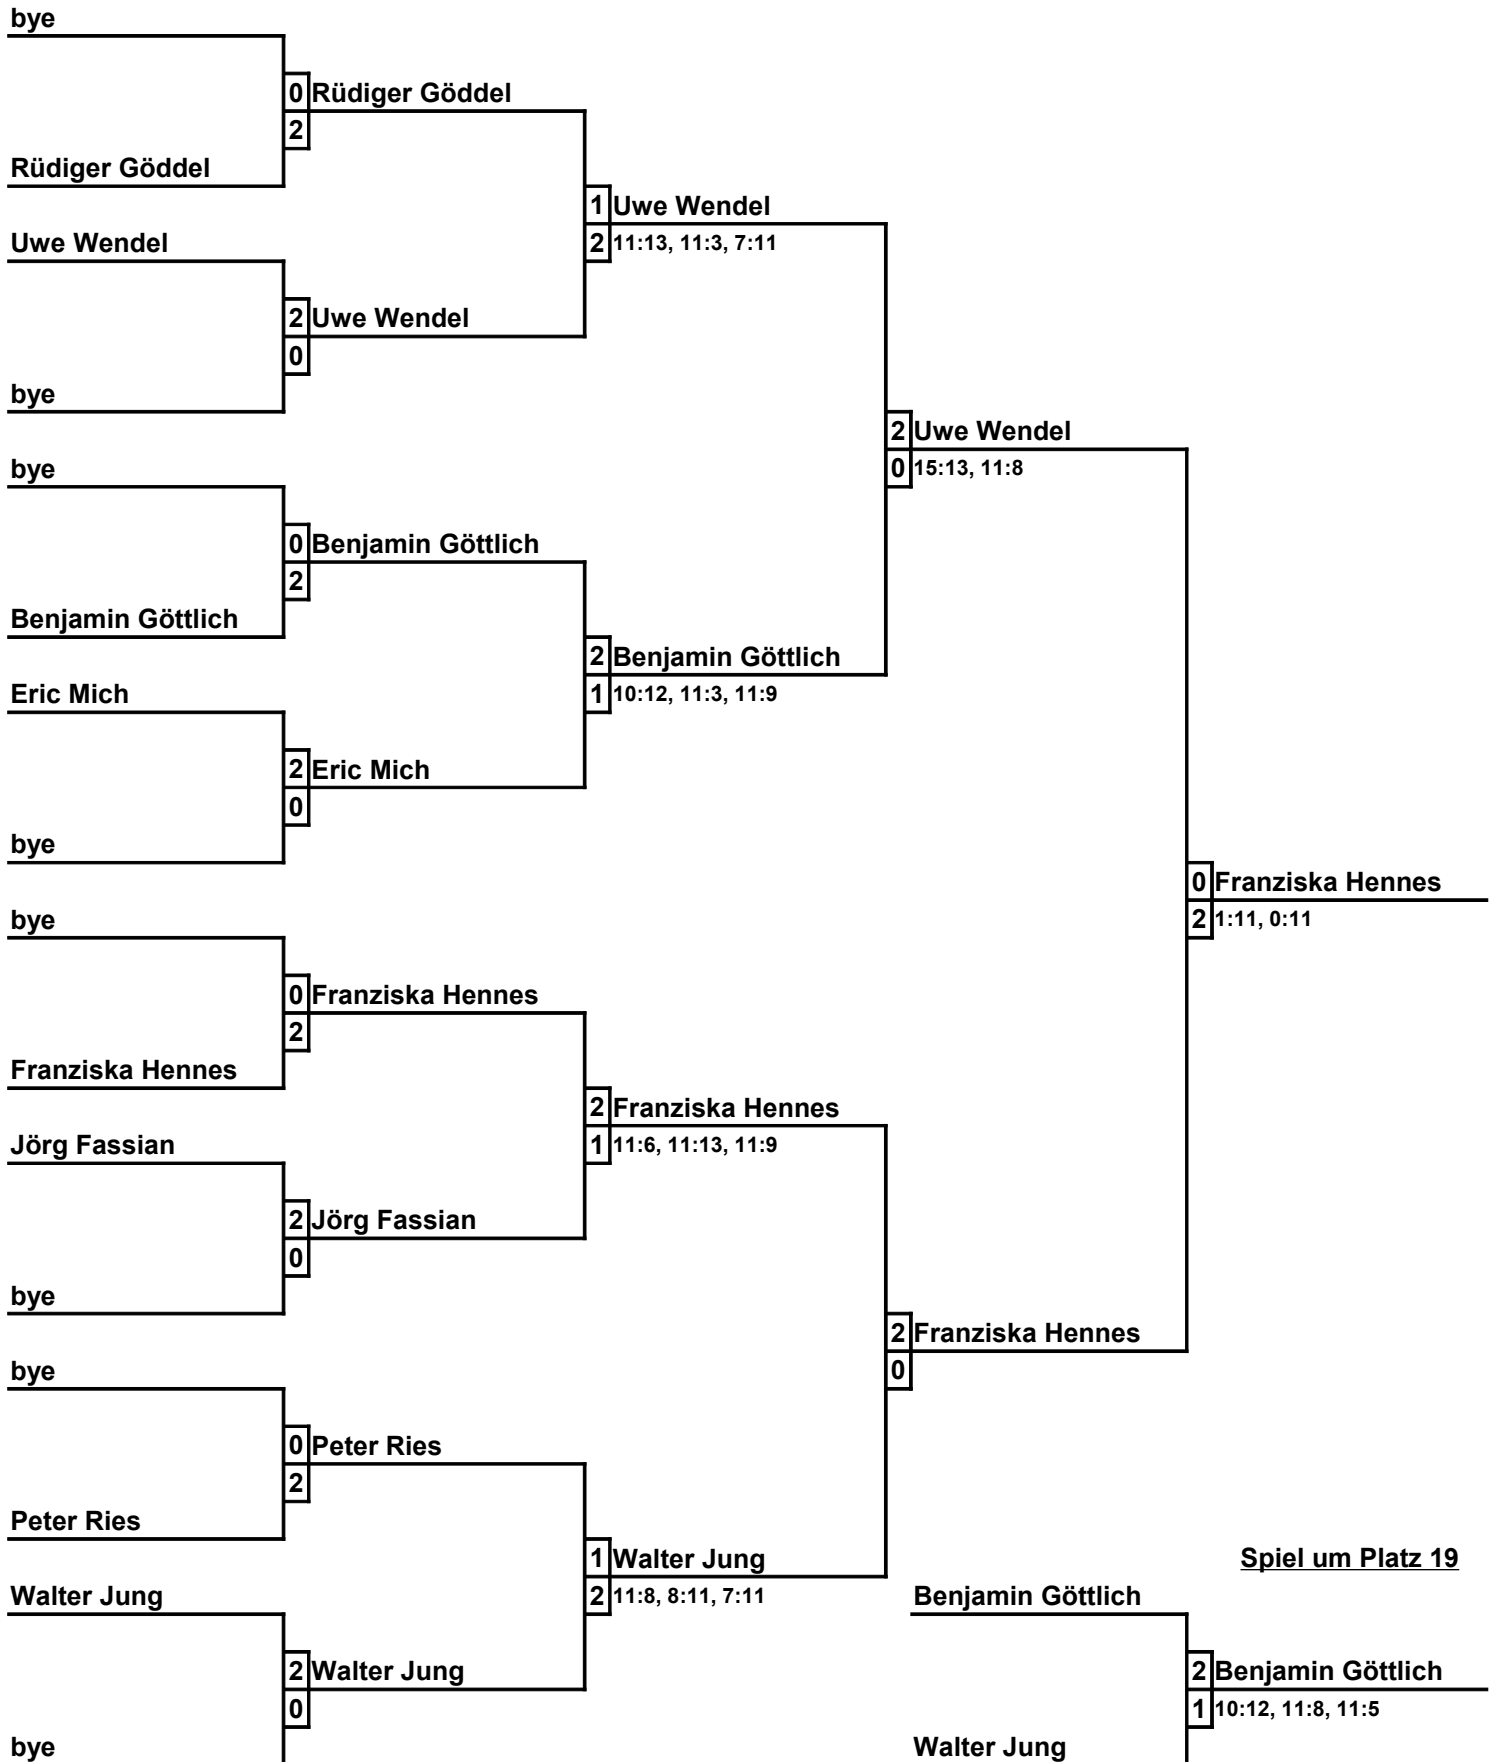 bye
0 Rüdiger Göddel
2
Rüdiger Göddel
1 Uwe Wendel
Uwe Wendel
2 11:13, 11:3, 7:11
2 Uwe Wendel
0
bye
2 Uwe Wendel
bye
0 15:13, 11:8
0 Benjamin Göttlich
2
Benjamin Göttlich
2 Benjamin Göttlich
Eric Mich
1 10:12, 11:3, 11:9
2 Eric Mich
0
bye
0 Franziska Hennes
bye
2 1:11, 0:11
0 Franziska Hennes
2
Franziska Hennes
2 Franziska Hennes
Jörg Fassian
1 11:6, 11:13, 11:9
2 Jörg Fassian
0
bye
2 Franziska Hennes
bye
0
0 Peter Ries
2
Peter Ries
1 Walter Jung
Spiel um Platz 19
Walter Jung
2 11:8, 8:11, 7:11
Benjamin Göttlich
2 Walter Jung
2 Benjamin Göttlich
0
1 10:12, 11:8, 11:5
bye
Walter Jung